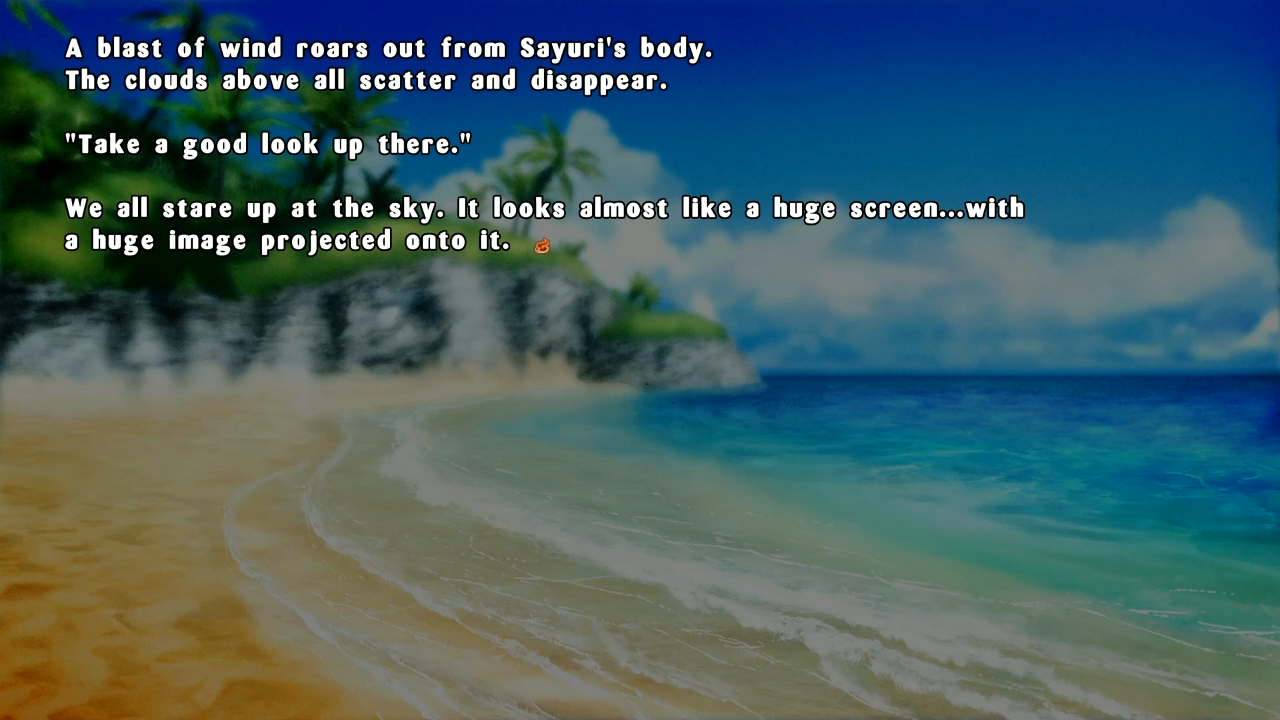 A blast of wind roars out from Sayuri's body.
The clouds above all scatter and disappear.
"Take a good look up there."
We all stare up at the sky. It looks almost like a huge screen...with
a huge image projected onto it.